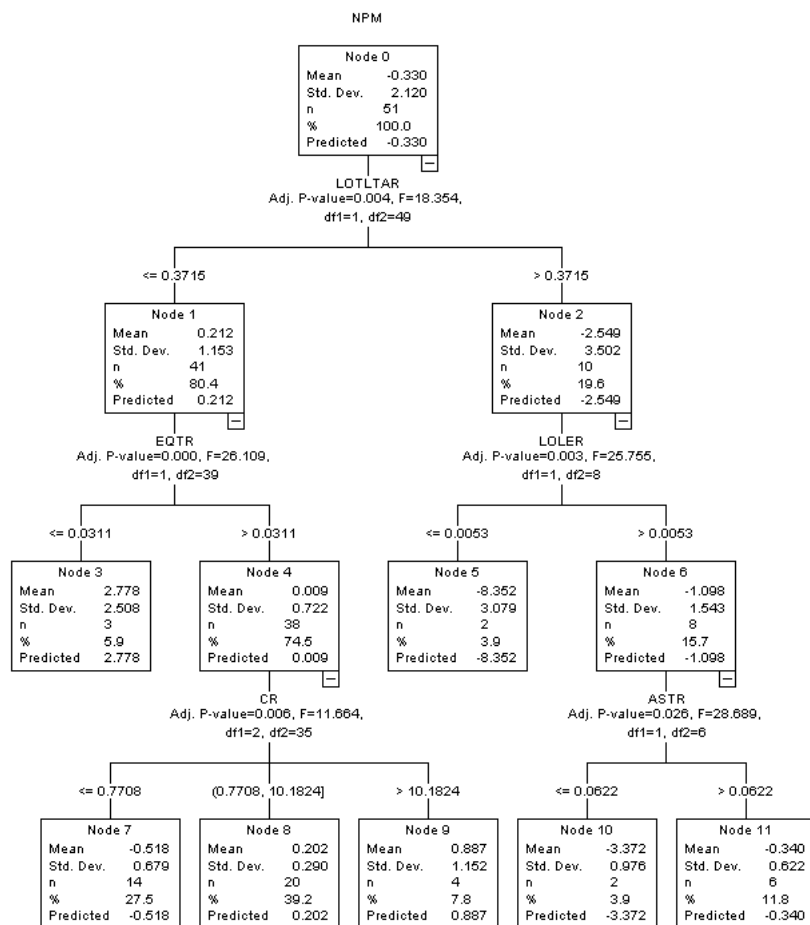 NPM
Node 0
Mean -0.330
Std. Dev. 2.120
n 51
% 100.0
Predicted -0.330
LOTLTAR
Adj. P-value=0.004, F=18.354,
df1=1, df2=49
<= 0.3715
> 0.3715
Node 1
Mean 0.212
Std. Dev. 1.153
n 41
% 80.4
Predicted 0.212
Node 2
Mean -2.549
Std. Dev. 3.502
n 10
% 19.6
Predicted -2.549
EQTR
Adj. P-value=0.000, F=26.109,
df1=1, df2=39
LOLER
Adj. P-value=0.003, F=25.755,
df1=1, df2=8
<= 0.0311
> 0.0311
<= 0.0053
> 0.0053
Node 3
Mean 2.778
Std. Dev. 2.508
n 3
% 5.9
Predicted 2.778
Node 4
Mean 0.009
Std. Dev. 0.722
n 38
% 74.5
Predicted 0.009
Node 5
Mean -8.352
Std. Dev. 3.079
n 2
% 3.9
Predicted -8.352
Node 6
Mean -1.098
Std. Dev. 1.543
n 8
% 15.7
Predicted -1.098
CR
Adj. P-value=0.006, F=11.664,
df1=2, df2=35
ASTR
Adj. P-value=0.026, F=28.689,
df1=1, df2=6
<= 0.7708
(0.7708, 10.1824]
> 10.1824
<= 0.0622
> 0.0622
Node 7
Mean -0.518
Std. Dev. 0.679
n 14
% 27.5
Predicted -0.518
Node 8
Mean 0.202
Std. Dev. 0.290
n 20
% 39.2
Predicted 0.202
Node 9
Mean 0.887
Std. Dev. 1.152
n 4
% 7.8
Predicted 0.887
Node 10
Mean -3.372
Std. Dev. 0.976
n 2
% 3.9
Predicted -3.372
Node 11
Mean -0.340
Std. Dev. 0.622
n 6
% 11.8
Predicted -0.340